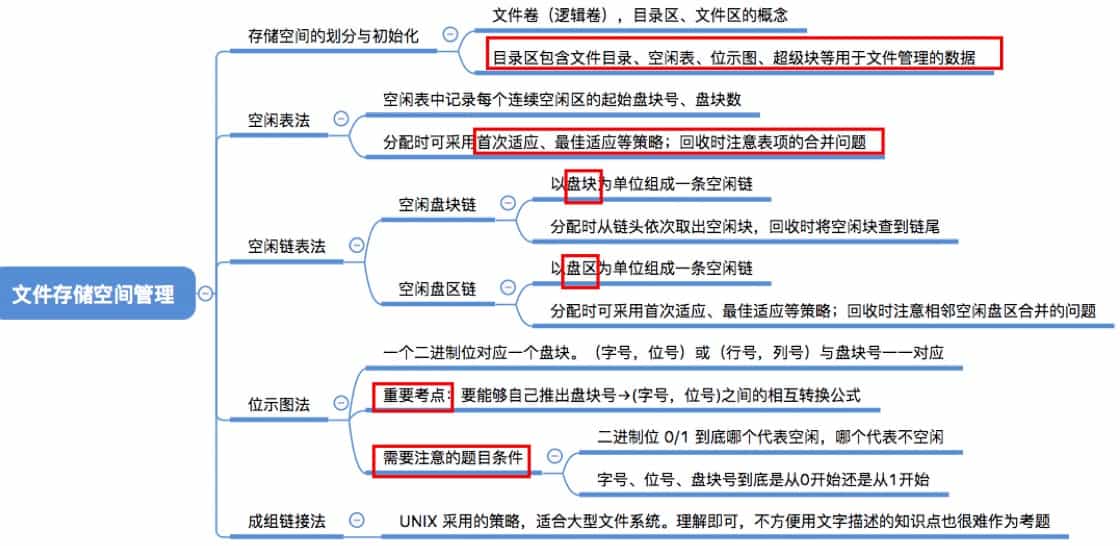 文件存储空间管理
存储空间的划分与初始化
文件卷（逻辑卷），目录区、文件区的概念
目录区包含文件目录、空闲表、位示图、超级块等用于文件管理的数据
空闲表法
空闲表中记录每个连续空闲区的起始盘块号、盘块数
分配时可采用首次适应、最佳适应等策略；回收时注意表项的合并问题
空闲链表法
空闲盘块链
以盘块为单位组成一条空闲链
分配时从链头依次取出空闲块，回收时将空闲块查到链尾
空闲盘区链
以盘区为单位组成一条空闲链
分配时可采用首次适应、最佳适应等策略；回收时注意相邻空闲盘区合并的问题
位示图法
一个二进制位对应一个盘块。（字号，位号）或（行号，列号）与盘块号一一对应
重要考点：要能够自己推出盘块号→(字号，位号)之间的相互转换公式
需要注意的题目条件
二进制位 0/1 到底哪个代表空闲，哪个代表不空闲
字号、位号、盘块号到底是从0开始还是从1开始
成组链接法
UNIX 采用的策略，适合大型文件系统。理解即可，不方便用文字描述的知识点也很难作为考题